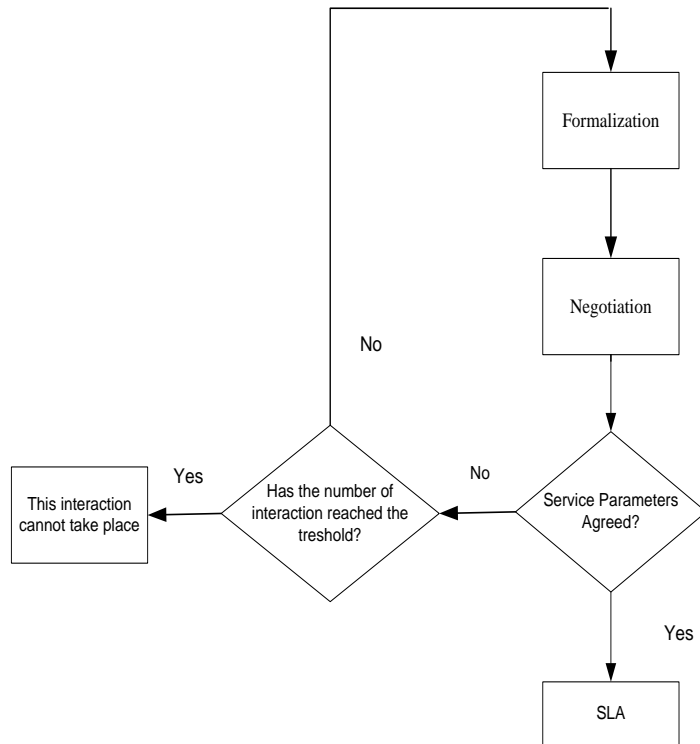 Formalization
Negotiation
No
Yes
This interaction
cannot take place
Has the number of
interaction reached the
treshold?
No
Service Parameters
Agreed?
Yes
SLA